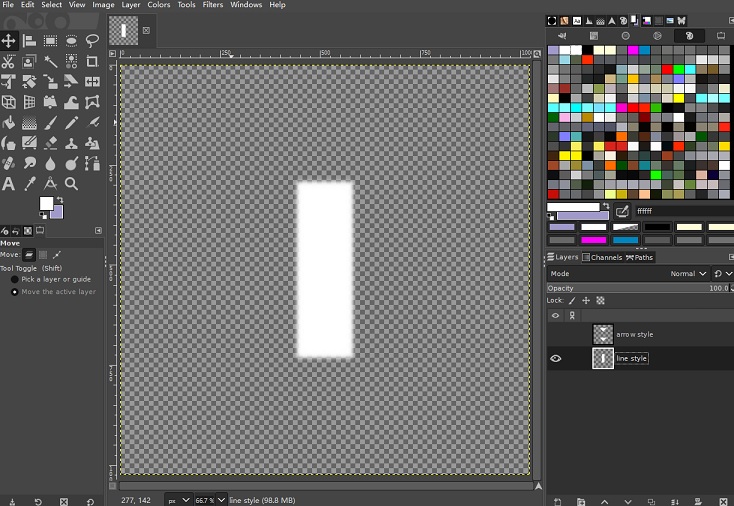 File Edit Select View Image Layer Colors Tools Filters Windows Help
0 250 500 750 1000
Move
Move:
Tool Toggle (Shift)
Pick a layer or guide
Move the active layer
ffffff
Layers Channels Paths
Mode Normal
Opacity 100.0
Lock:
arrow style
line style
277, 142 px 66.7 % line style (98.8 MB)